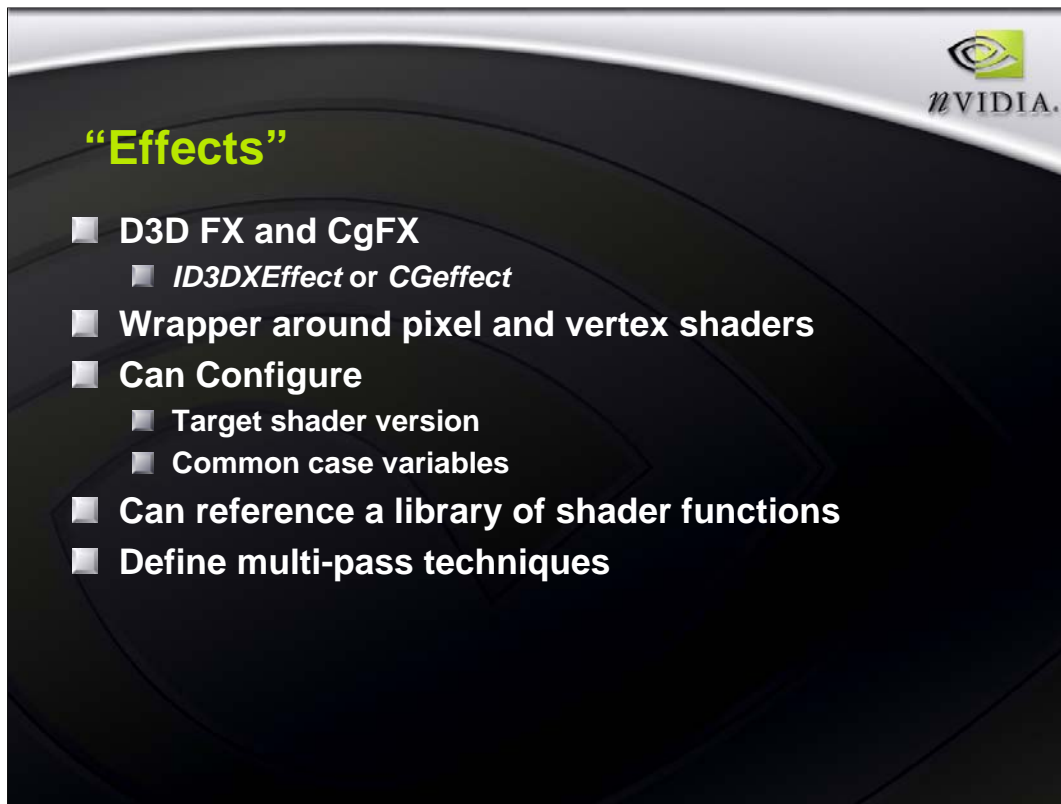 nVIDIA.
“Effects”
D3D FX and CgFX
ID3DXEffect or CGeffect
Wrapper around pixel and vertex shaders
Can Configure
Target shader version
Common case variables
Can reference a library of shader functions
Define multi-pass techniques